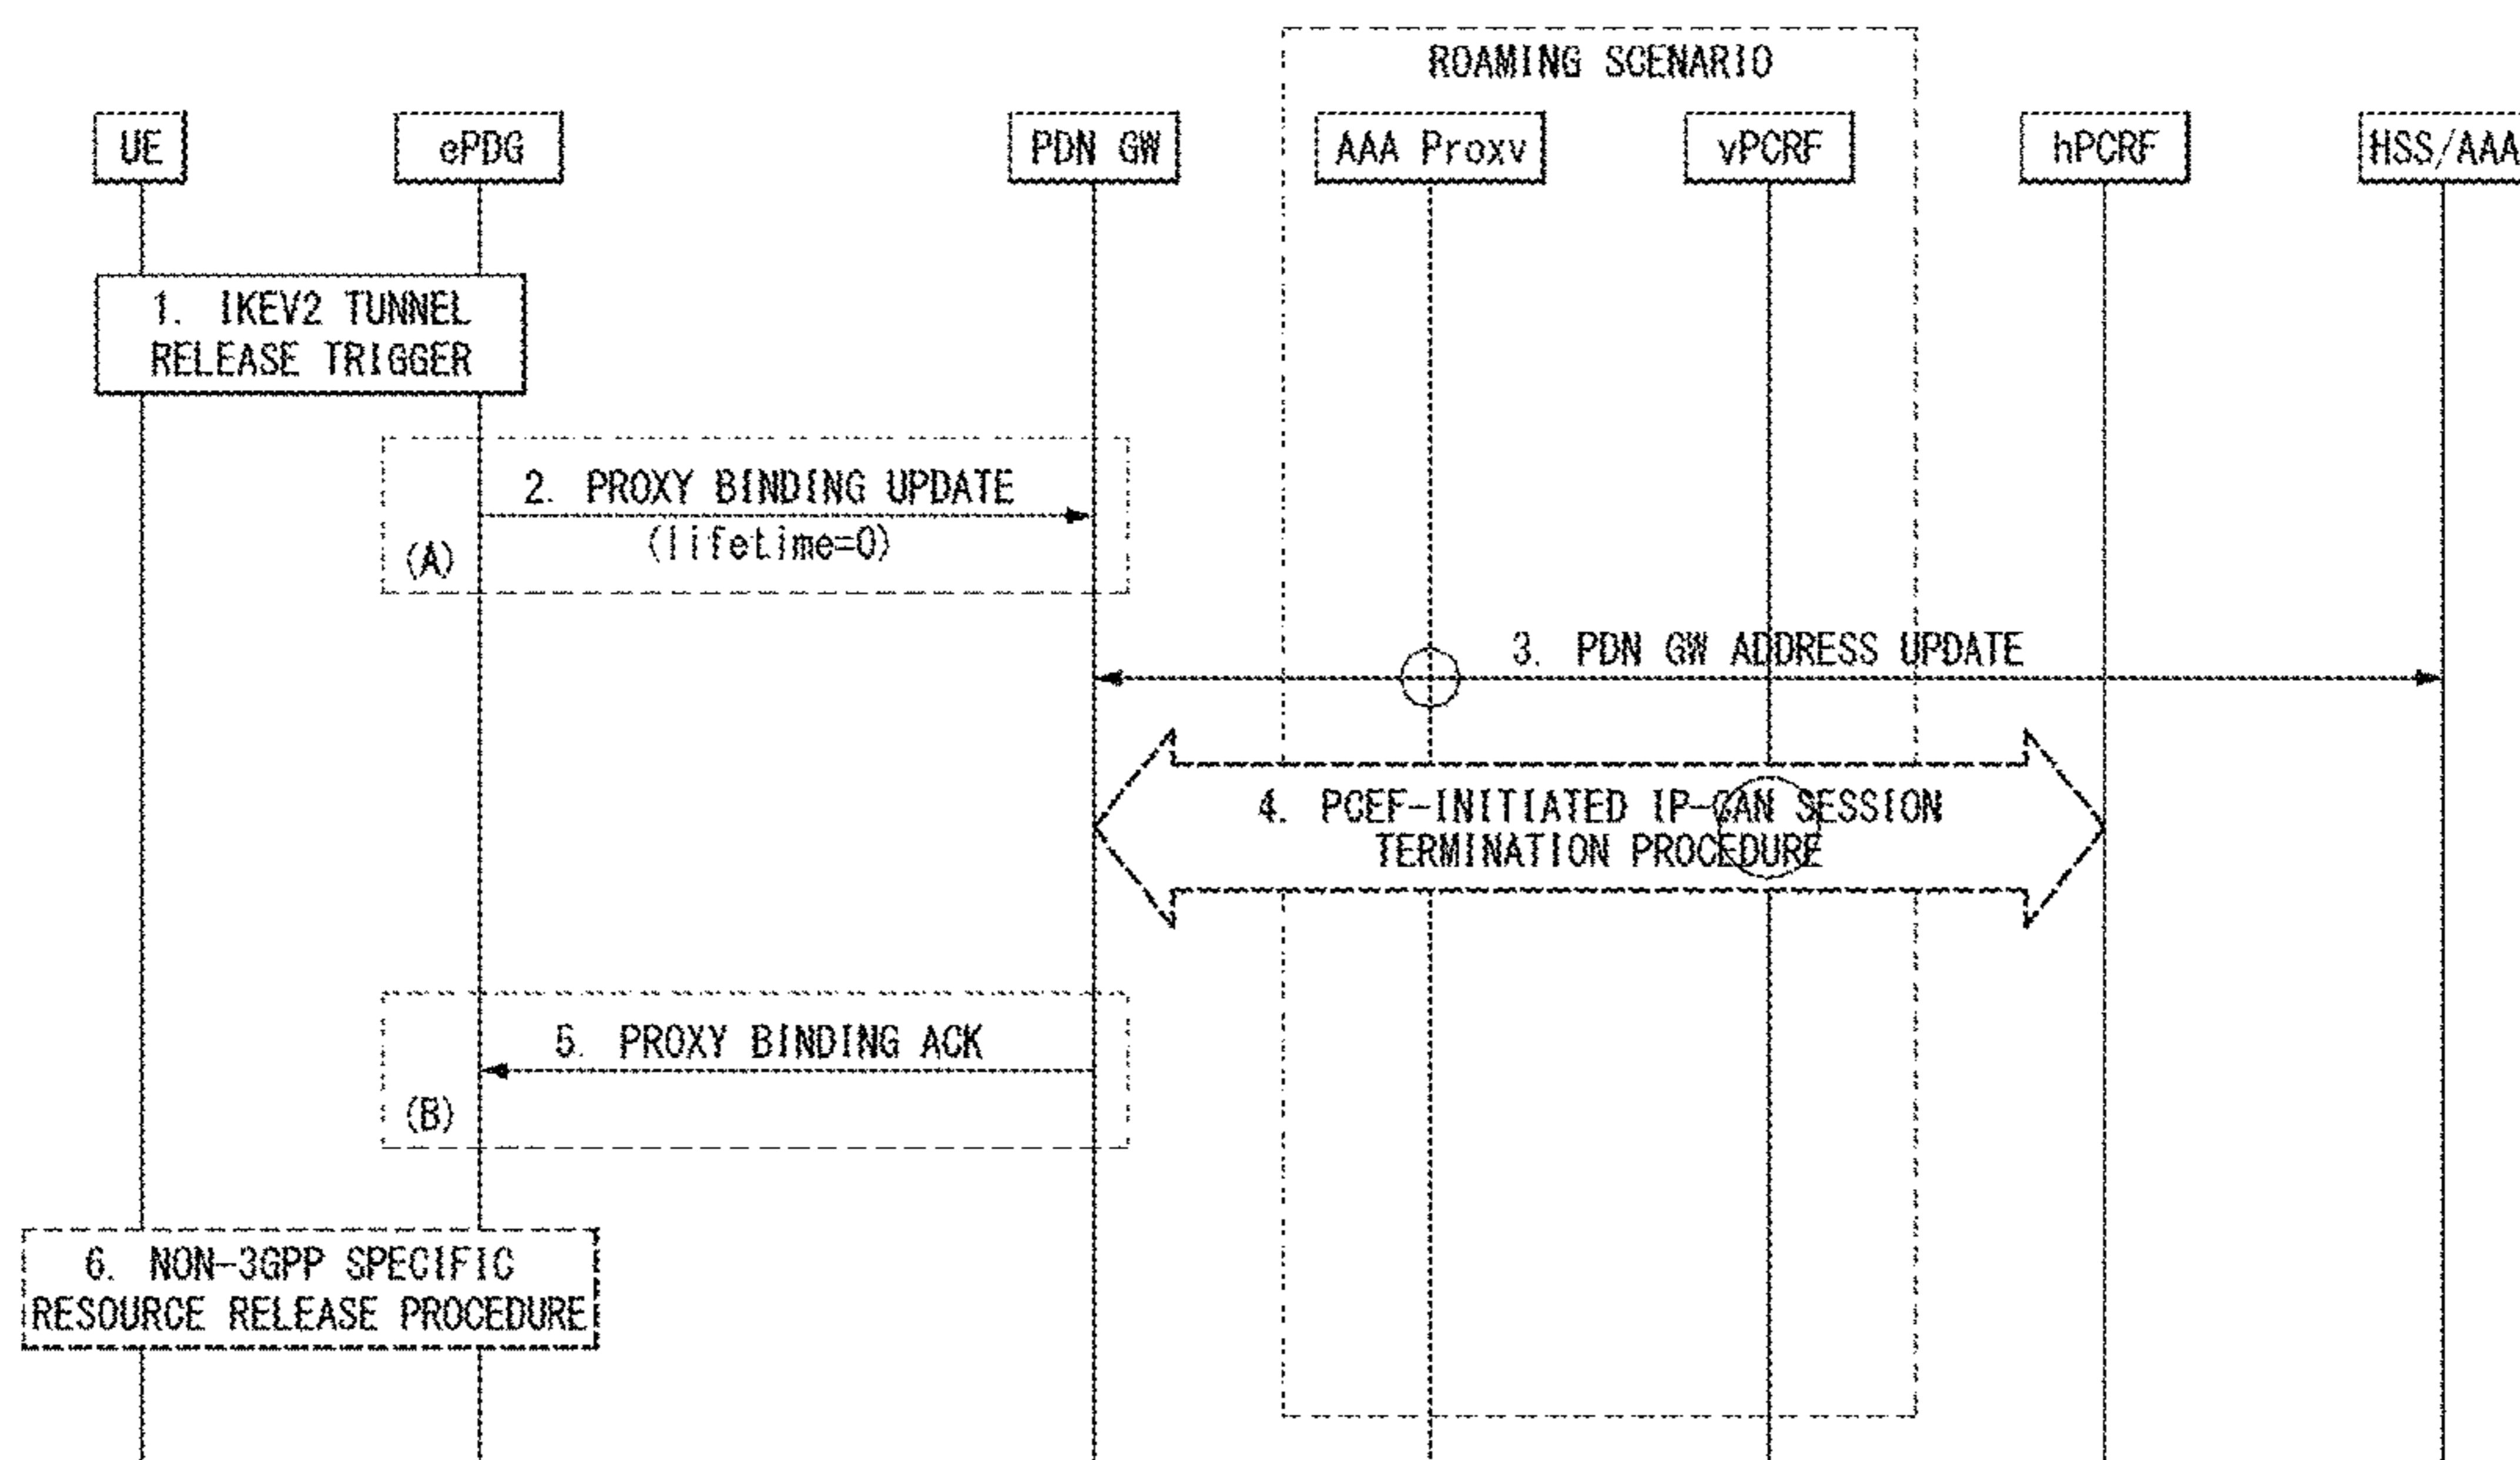 ROAMING SCENARIO
UE
ePDG
PDN GW
AAA Proxy
vPCRF
hPCRF
HSS/AAA
1. IKEV2 TUNNEL
RELEASE TRIGGER
2. PROXY BINDING UPDATE
(lifetime=0)
(A)
3. PDN GW ADDRESS UPDATE
4. PCEF-INITIATED IP-CAN SESSION
TERMINATION PROCEDURE
5. PROXY BINDING ACK
(B)
6. NON-3GPP SPECIFIC
RESOURCE RELEASE PROCEDURE